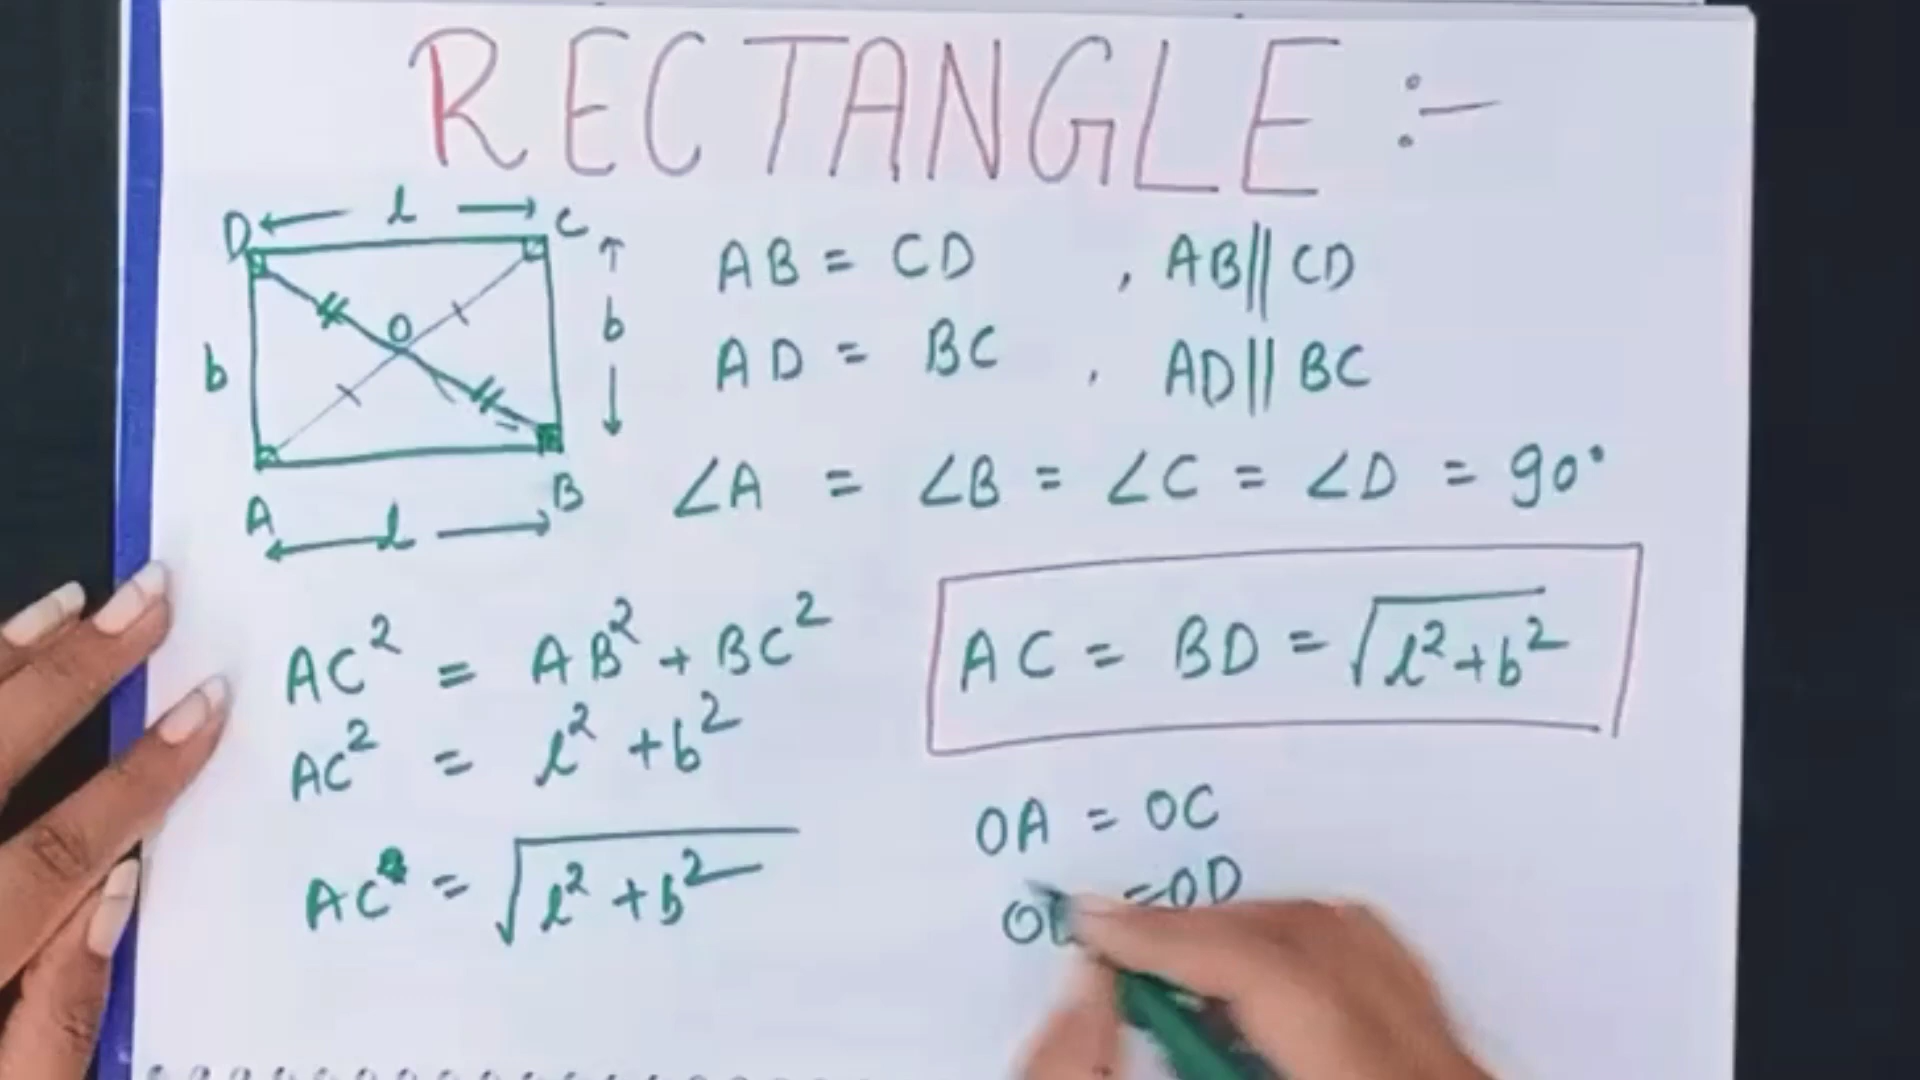 RECTANGLE :-
D l C
b O b
A l B
AB = CD , AB || CD
AD = BC , AD || BC
∠A = ∠B = ∠C = ∠D = 90°
AC² = AB² + BC²
AC² = l² + b²
AC = √l² + b²
AC = BD = √l² + b²
OA = OC
= OD